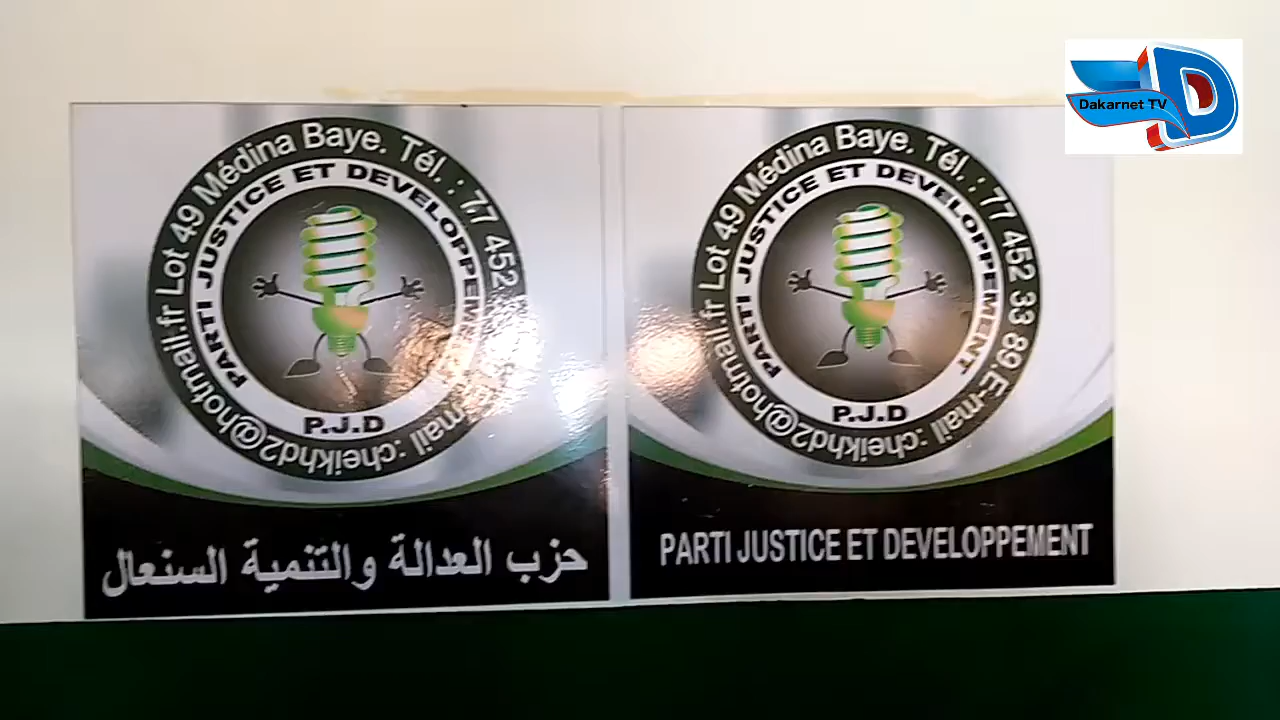 Dakarnet TV
cheikhd2@hotmail.fr Lot 49 Médina Baye. Tél. : 77 452
PARTI JUSTICE ET DEVELOPPEMENT
P.J.D
حزب العدالة والتنمية السنعال
cheikhd2@hotmail.fr Lot 49 Médina Baye. Tél. : 77 452 33 89.E-mail :
PARTI JUSTICE ET DEVELOPPEMENT
P.J.D
PARTI JUSTICE ET DEVELOPPEMENT